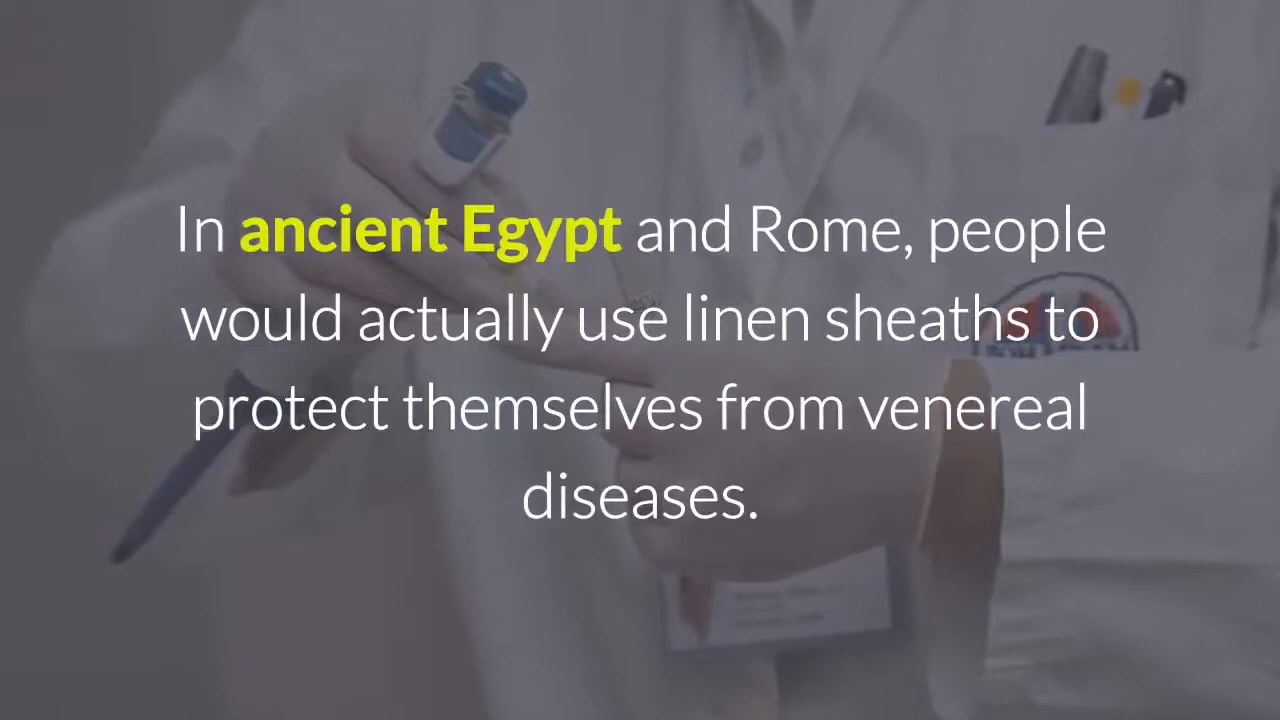 In ancient Egypt and Rome, people
would actually use linen sheaths to
protect themselves from venereal
diseases.